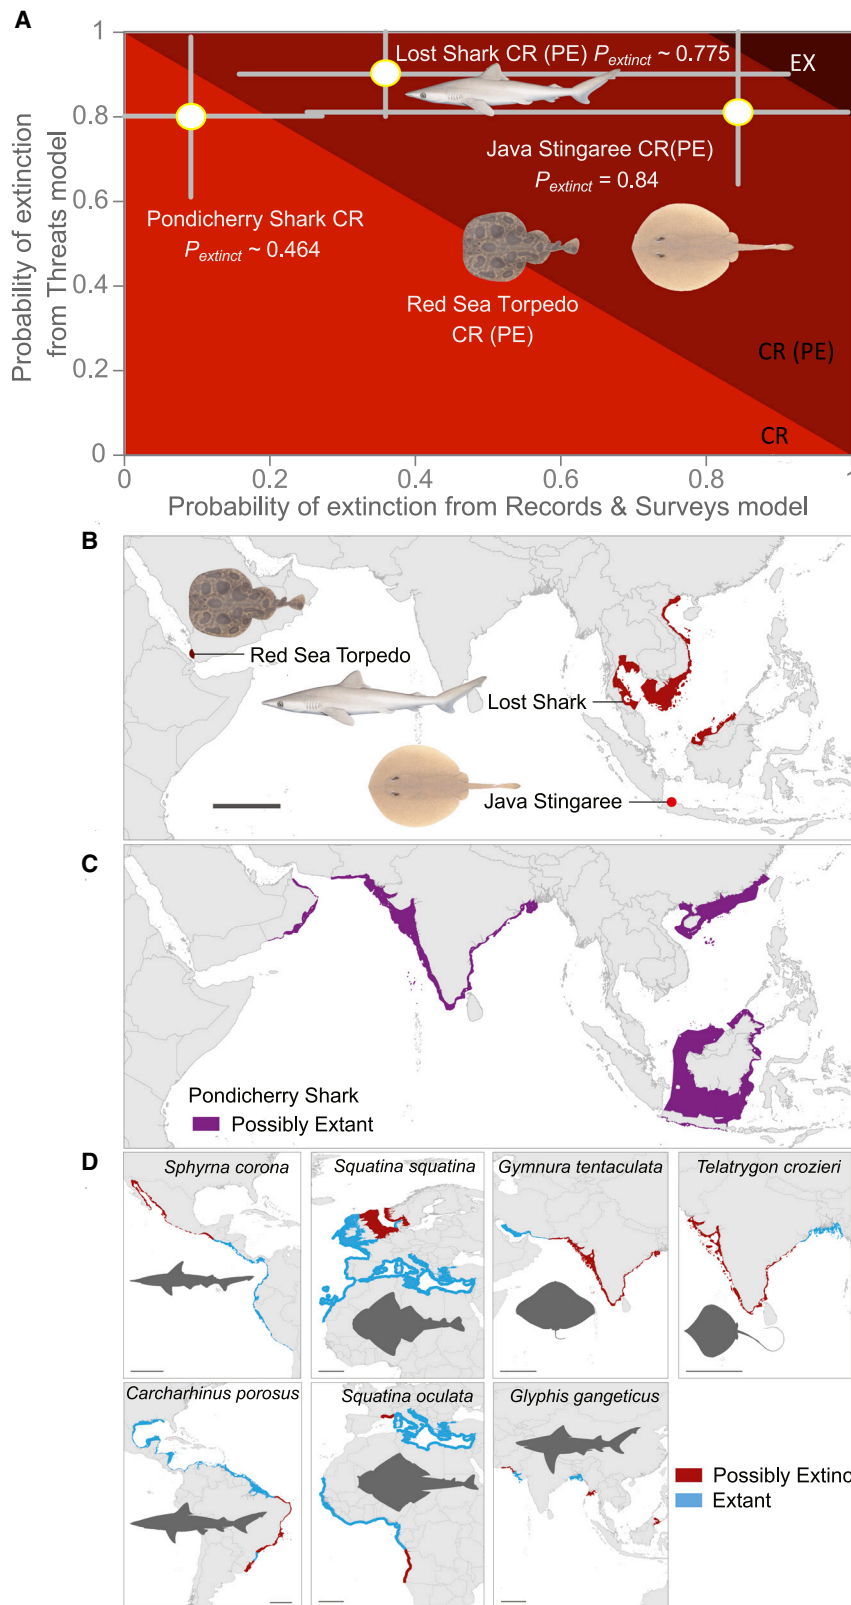 A
Probability of extinction
from Threats model
1
0.8
0.6
0.4
0.2
0
Lost Shark CR (PE) Pextinct ~ 0.775
EX
Java Stingaree CR(PE)
Pextinct = 0.84
Pondicherry Shark CR
Pextinct ~ 0.464
Red Sea Torpedo
CR (PE)
CR (PE)
CR
0 0.2 0.4 0.6 0.8 1
Probability of extinction from Records & Surveys model
B
Red Sea Torpedo
Lost Shark
Java Stingaree
C
Pondicherry Shark
Possibly Extant
D
Sphyrna corona
Squatina squatina
Gymnura tentaculata
Telatrygon crozieri
Carcharhinus porosus
Squatina oculata
Glyphis gangeticus
Possibly Extinc
Extant